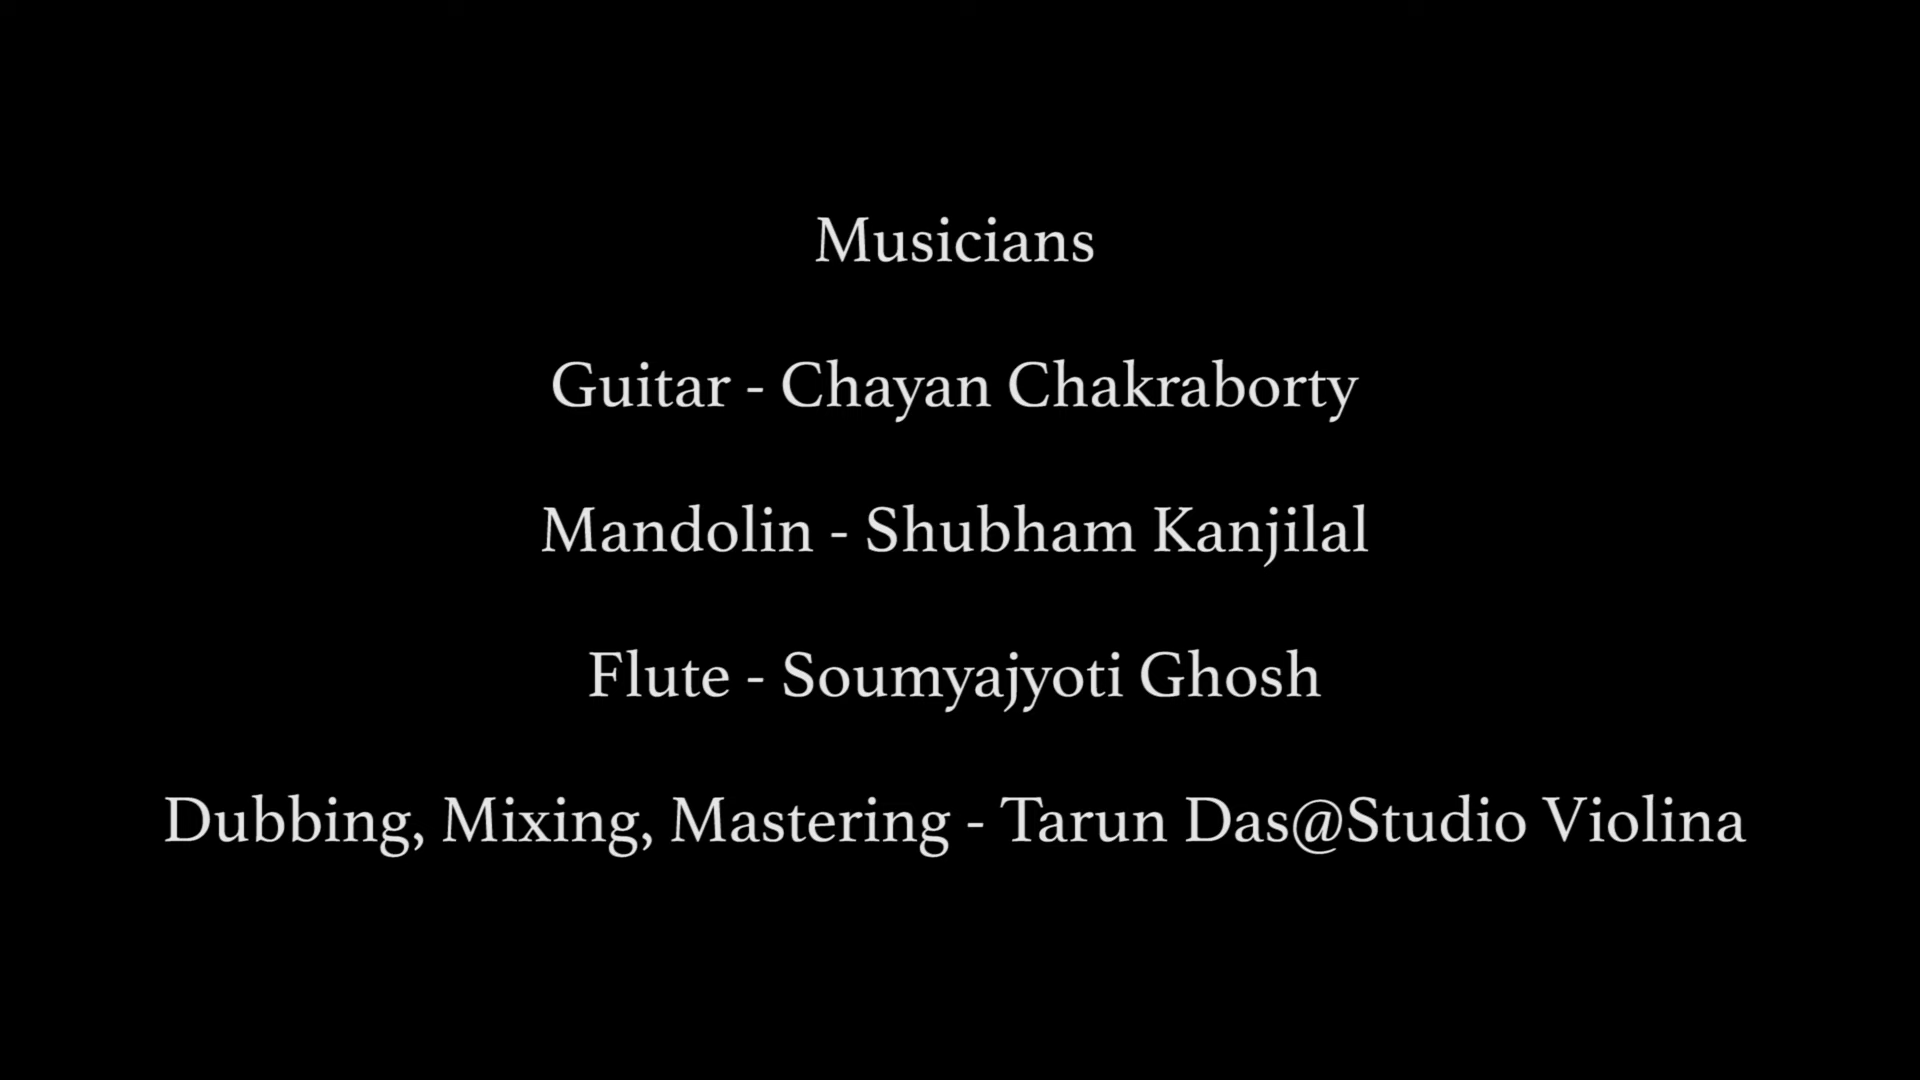 Musicians
Guitar - Chayan Chakraborty
Mandolin - Shubham Kanjilal
Flute - Soumyajyoti Ghosh
Dubbing, Mixing, Mastering - Tarun Das@Studio Violina